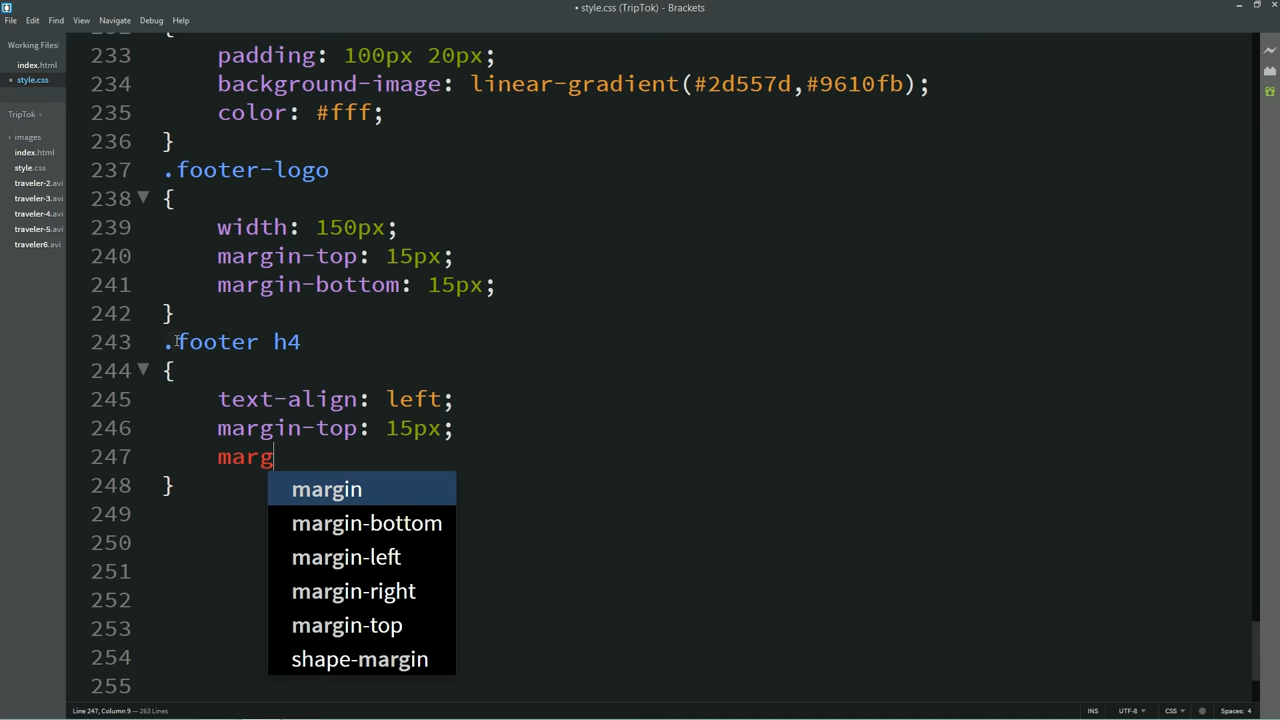 • style.css (TripTok) - Brackets
File Edit Find View Navigate Debug Help
Working Files
index.html
• style.css
TripTok
images
index.html
style.css
traveler-2.avi
traveler-3.avi
traveler-4.avi
traveler-5.avi
traveler6.avi
{
233 padding: 100px 20px;
234 background-image: linear-gradient(#2d557d,#9610fb);
235 color: #fff;
236 }
237 .footer-logo
238 {
239 width: 150px;
240 margin-top: 15px;
241 margin-bottom: 15px;
242 }
243 .footer h4
244 {
245 text-align: left;
246 margin-top: 15px;
247 marg
248 }
249
250
251
252
253
254
255
margin
margin-bottom
margin-left
margin-right
margin-top
shape-margin
Line 247, Column 9 — 263 Lines
INS UTF-8 CSS Spaces: 4